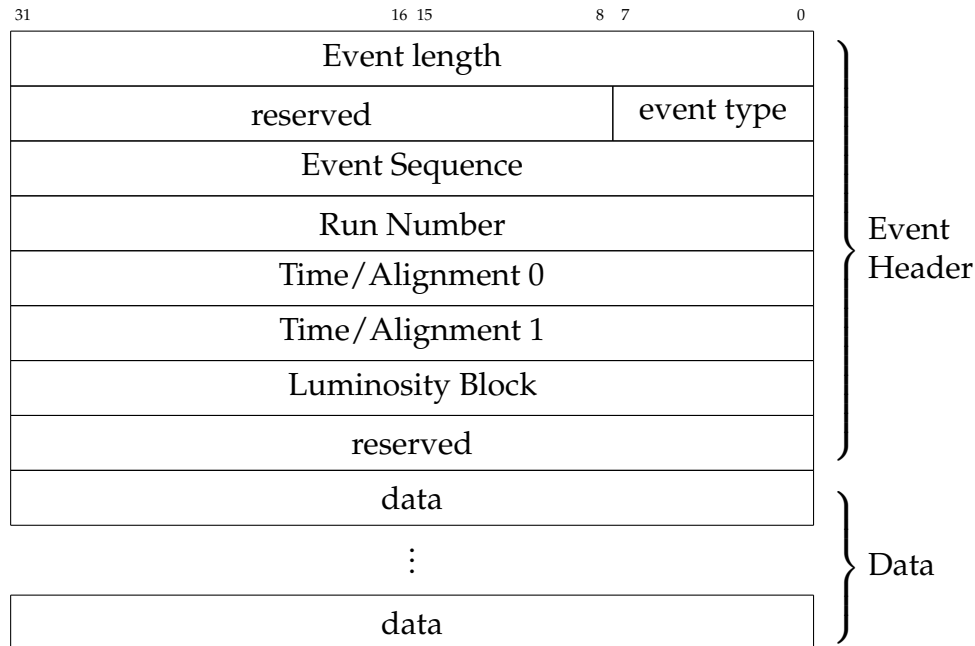 31 16 15 8 7 0
Event length
reserved event type
Event Sequence
Run Number
Time/Alignment 0
Time/Alignment 1
Luminosity Block
reserved
Event
Header
data
⋮
data
Data